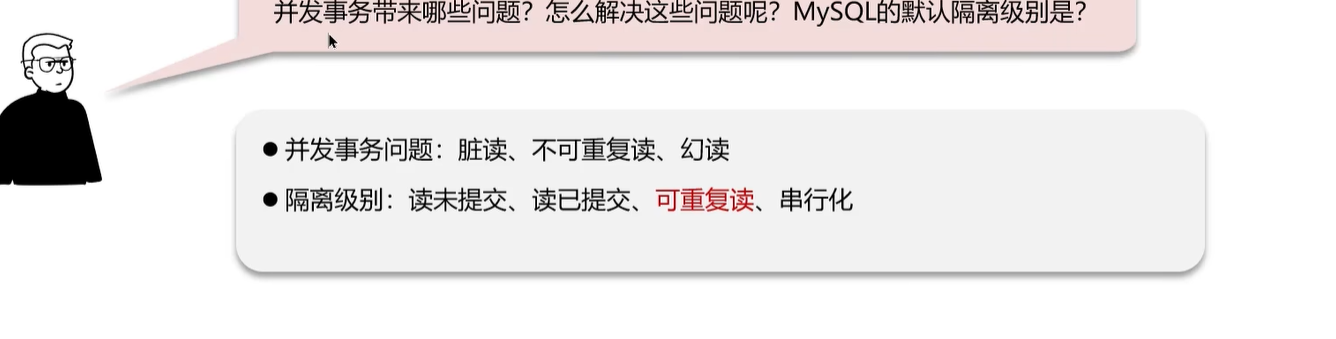 并发事务带来哪些问题？怎么解决这些问题呢？MySQL的默认隔离级别是？
● 并发事务问题：脏读、不可重复读、幻读
● 隔离级别：读未提交、读已提交、可重复读、串行化